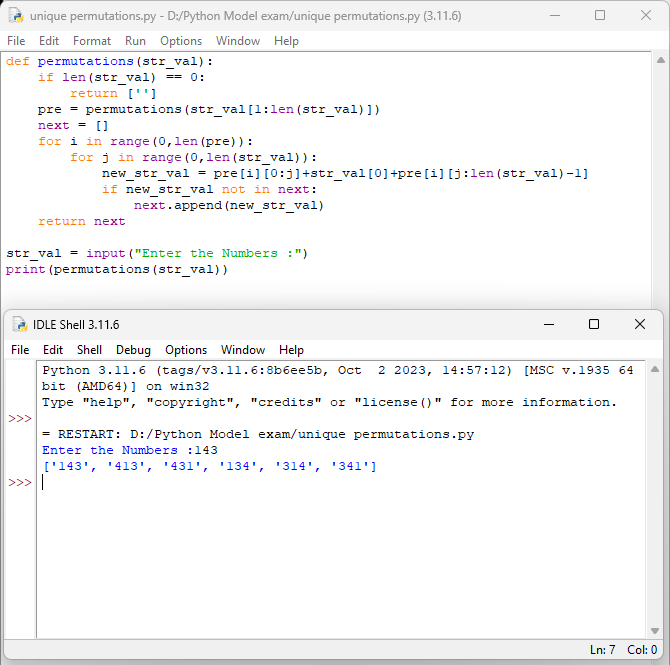 unique permutations.py - D:/Python Model exam/unique permutations.py (3.11.6)
File Edit Format Run Options Window Help
def permutations(str_val):
    if len(str_val) == 0:
        return ['']
    pre = permutations(str_val[1:len(str_val)])
    next = []
    for i in range(0,len(pre)):
        for j in range(0,len(str_val)):
            new_str_val = pre[i][0:j]+str_val[0]+pre[i][j:len(str_val)-1]
            if new_str_val not in next:
                next.append(new_str_val)
    return next
str_val = input("Enter the Numbers :")
print(permutations(str_val))
IDLE Shell 3.11.6
File Edit Shell Debug Options Window Help
Python 3.11.6 (tags/v3.11.6:8b6ee5b, Oct  2 2023, 14:57:12) [MSC v.1935 64
bit (AMD64)] on win32
Type "help", "copyright", "credits" or "license()" for more information.
>>>
= RESTART: D:/Python Model exam/unique permutations.py
Enter the Numbers :143
['143', '413', '431', '134', '314', '341']
>>>
Ln: 7 Col: 0